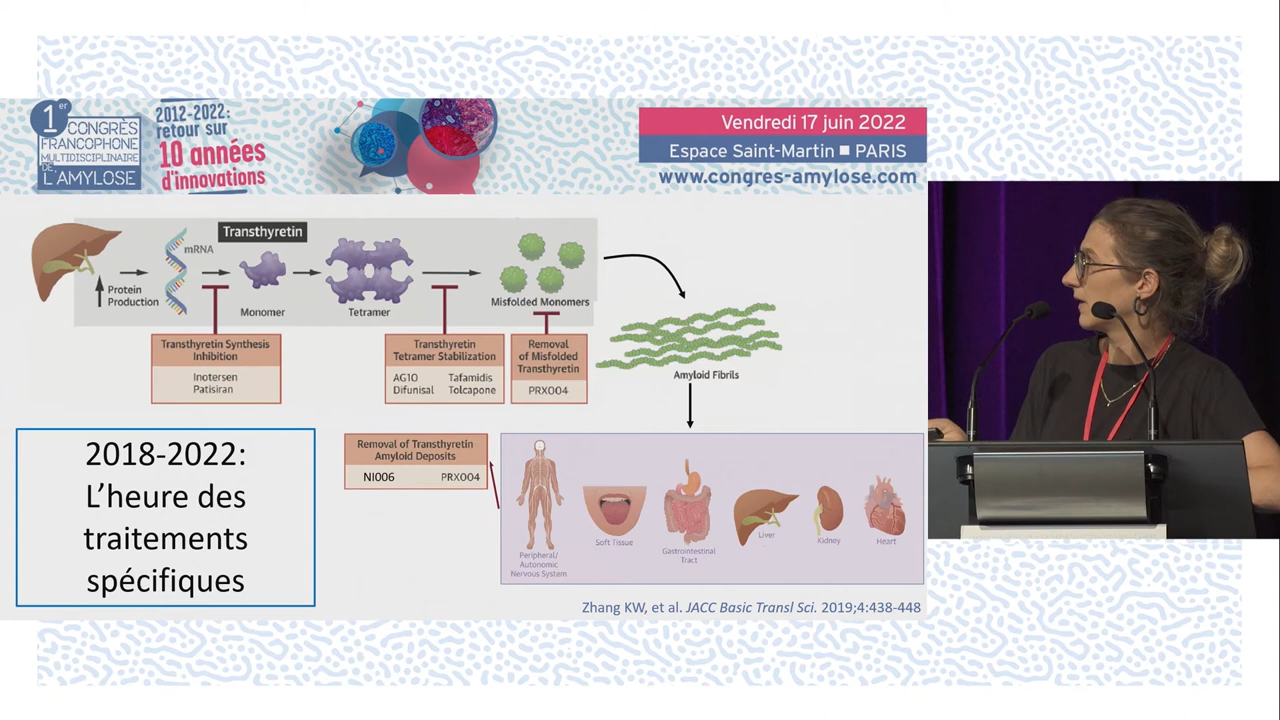 1er
CONGRÈS
FRANCOPHONE
MULTIDISCIPLINAIRE
DE
L'AMYLOSE
2012-2022:
retour sur
10 années
d'innovations
Vendredi 17 juin 2022
Espace Saint-Martin ■ PARIS
www.congres-amylose.com
Transthyretin
mRNA
Protein
Production
Monomer
Tetramer
Misfolded Monomers
Transthyretin Synthesis
Inhibition
Inotersen
Patisiran
Transthyretin
Tetramer Stabilization
AG10 Tafamidis
Difunisal Tolcapone
Removal
of Misfolded
Transthyretin
PRX004
Amyloid Fibrils
2018-2022:
L'heure des
traitements
spécifiques
Removal of Transthyretin
Amyloid Deposits
NI006 PRX004
Peripheral/
Autonomic
Nervous System
Soft Tissue
Gastrointestinal
Tract
Liver
Kidney
Heart
Zhang KW, et al. JACC Basic Transl Sci. 2019;4:438-448